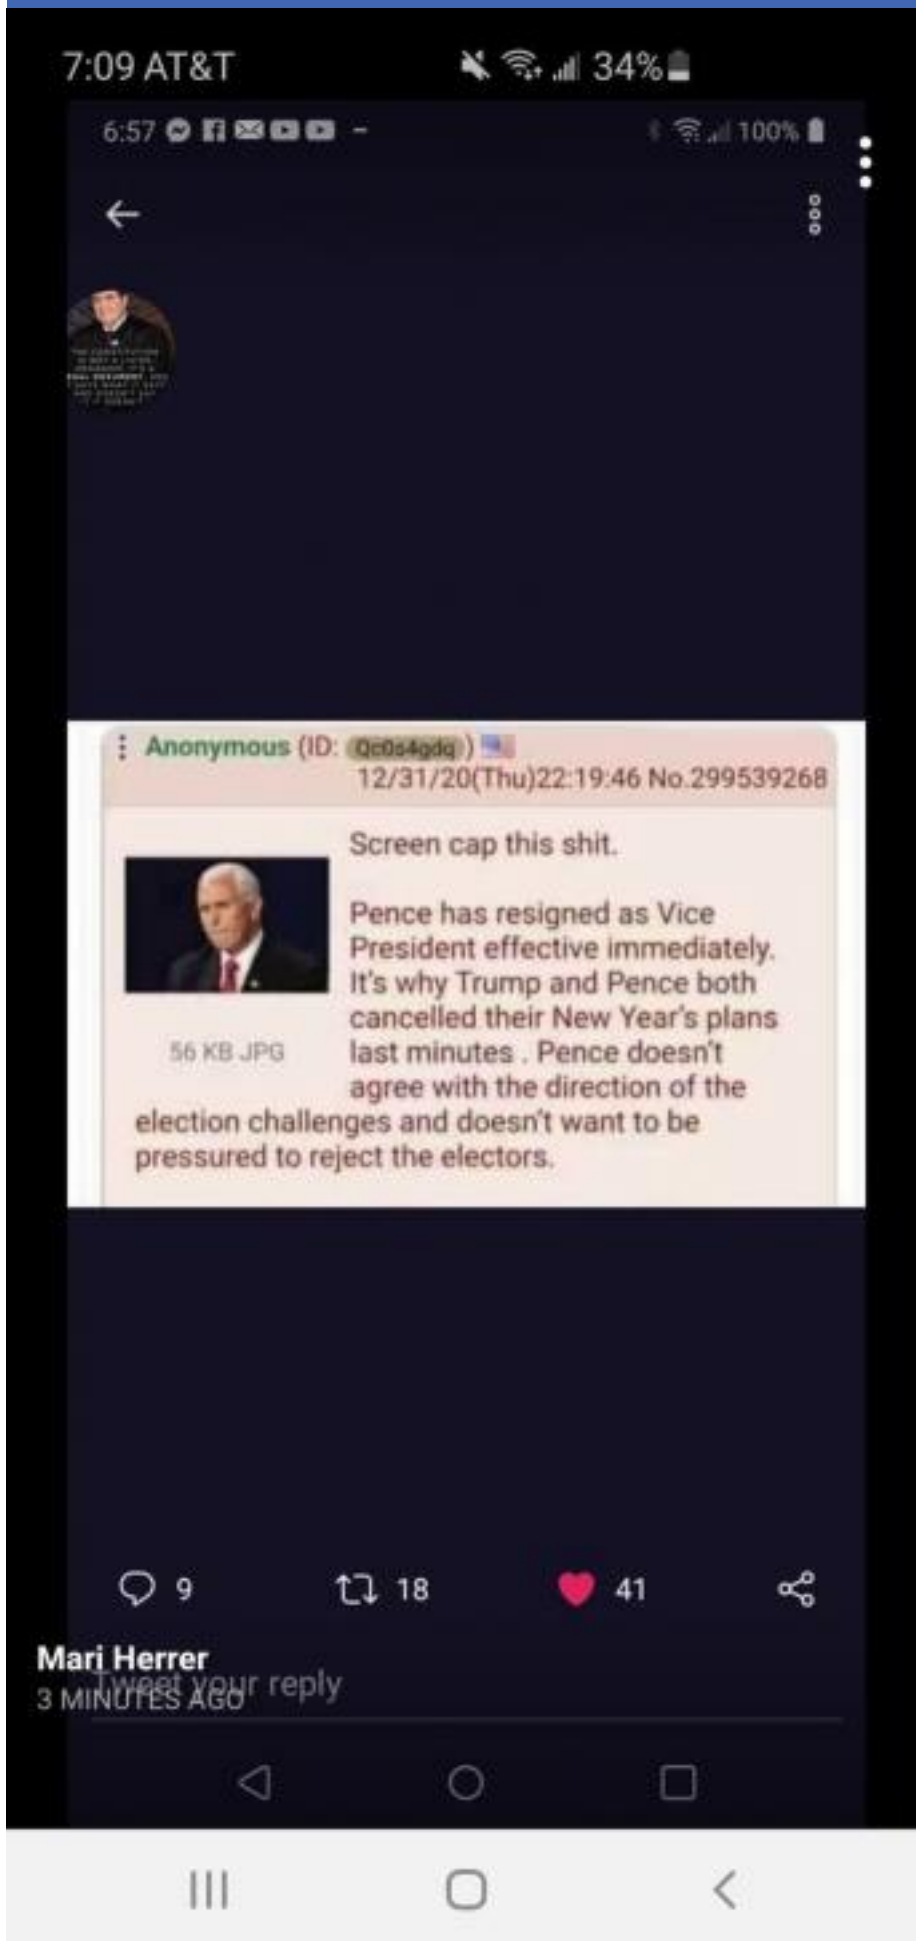 7:09 AT&T 34%
6:57 100%
Anonymous (ID: Qc0s4gdq)
12/31/20(Thu)22:19:46 No.299539268
Screen cap this shit.
Pence has resigned as Vice
President effective immediately.
It's why Trump and Pence both
cancelled their New Year's plans
56 KB JPG
last minutes . Pence doesn't
agree with the direction of the
election challenges and doesn't want to be
pressured to reject the electors.
9 18 41
Mari Herrer
Tweet your reply
3 MINUTES AGO